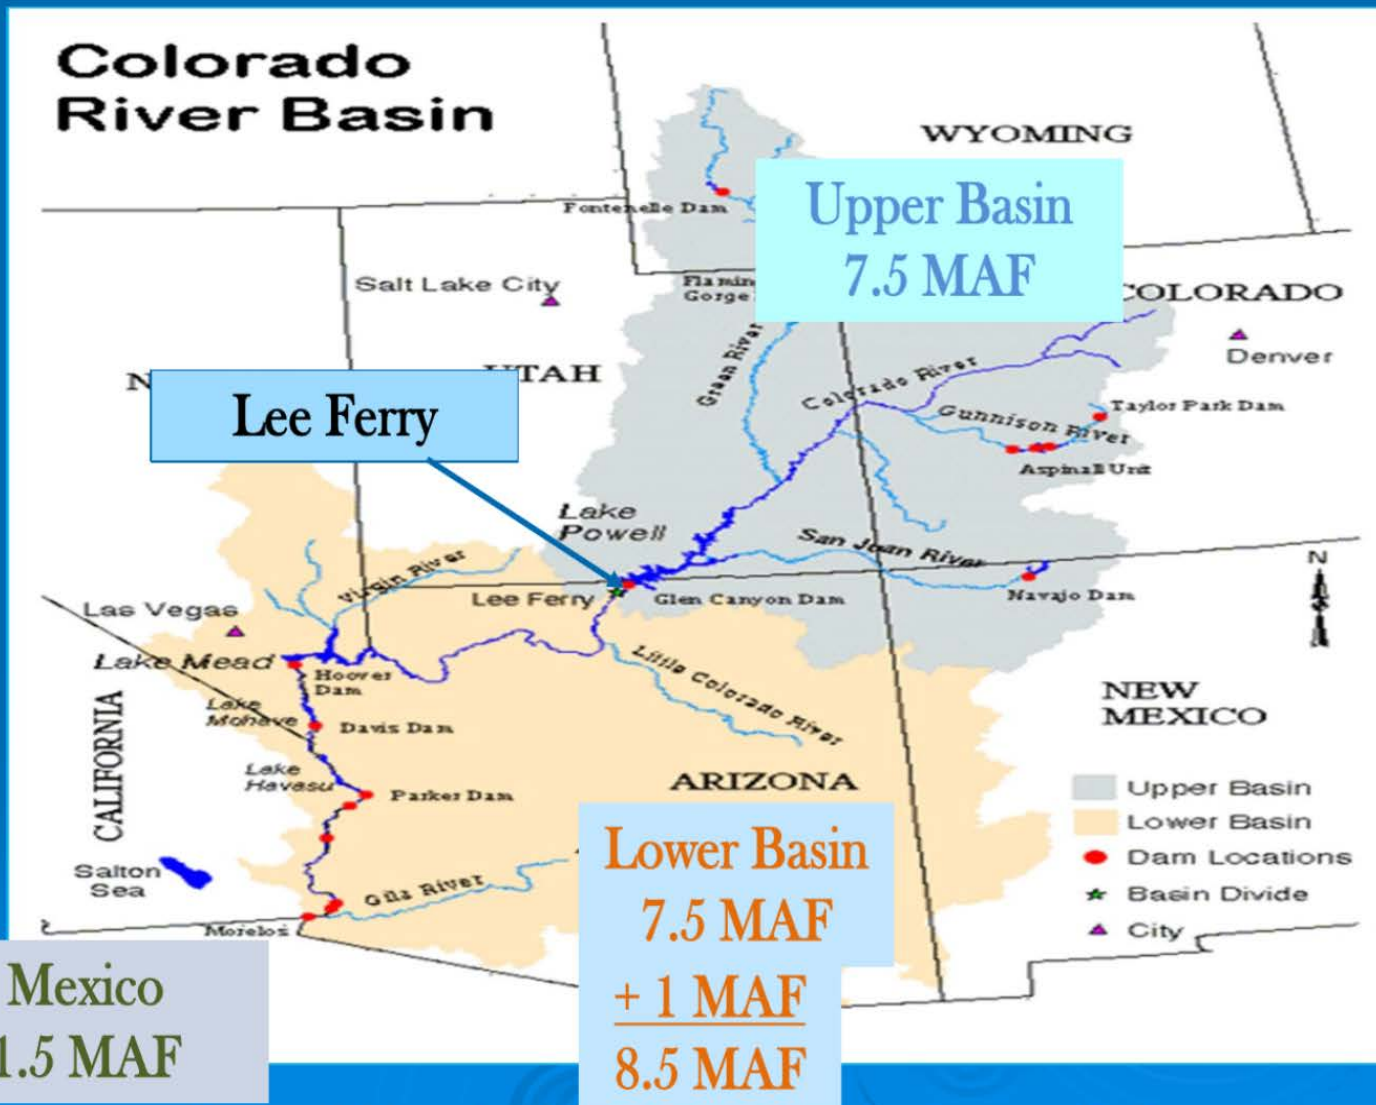 Colorado
River Basin
WYOMING
Fontenelle Dam
Upper Basin
7.5 MAF
Salt Lake City
Flaming
Gorge
COLORADO
Denver
UTAH
Lee Ferry
Green River
Colorado River
Gunnison River
Taylor Park Dam
Aspinall Unit
Lake
Powell
San Juan River
N
Virgin River
Lee Ferry
Glen Canyon Dam
Navajo Dam
Las Vegas
Lake Mead
Hoover
Dam
Little Colorado River
Lake
Mohave
Davis Dam
NEW
MEXICO
CALIFORNIA
Lake
Havasu
Parker Dam
ARIZONA
Upper Basin
Lower Basin
Dam Locations
Basin Divide
City
Salton
Sea
Gila River
Morelos
Lower Basin
7.5 MAF
+ 1 MAF
8.5 MAF
Mexico
1.5 MAF